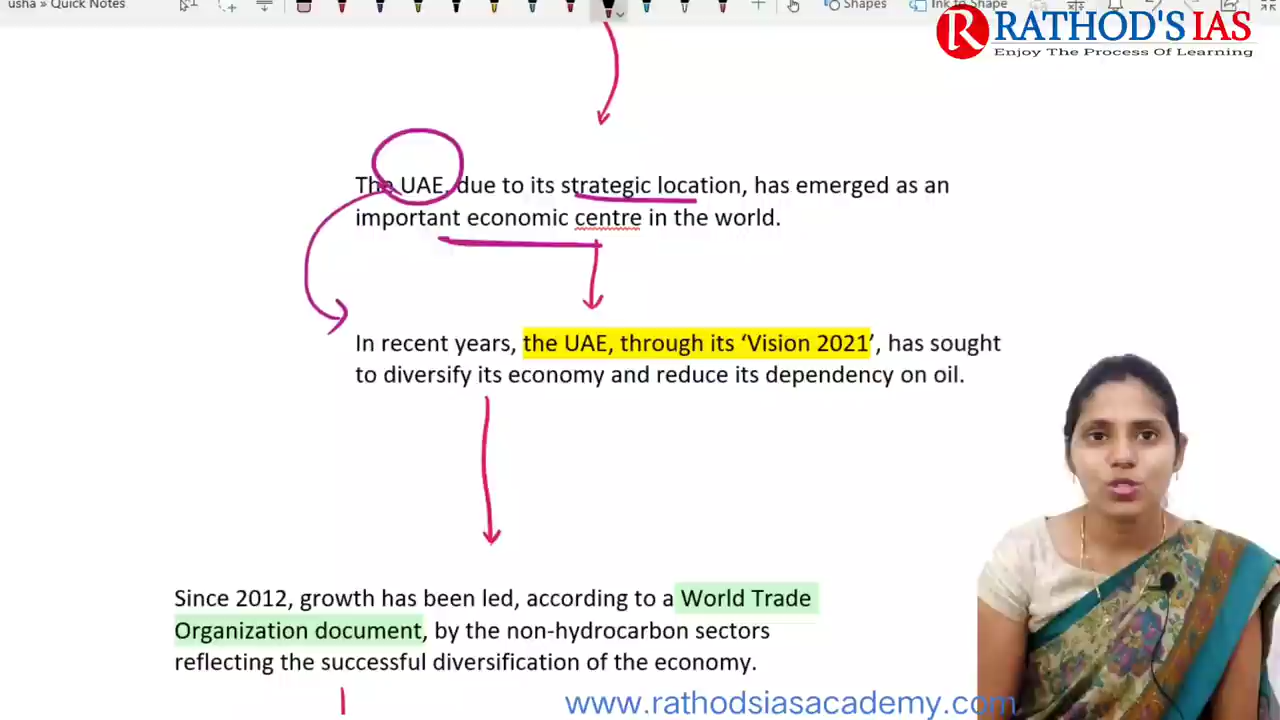 usha » Quick Notes
Shapes
Ink to Shape
R RATHOD'S IAS
Enjoy The Process Of Learning
The UAE, due to its strategic location, has emerged as an
important economic centre in the world.
In recent years, the UAE, through its ‘Vision 2021’, has sought
to diversify its economy and reduce its dependency on oil.
Since 2012, growth has been led, according to a World Trade
Organization document, by the non-hydrocarbon sectors
reflecting the successful diversification of the economy.
www.rathodsiasacademy.com